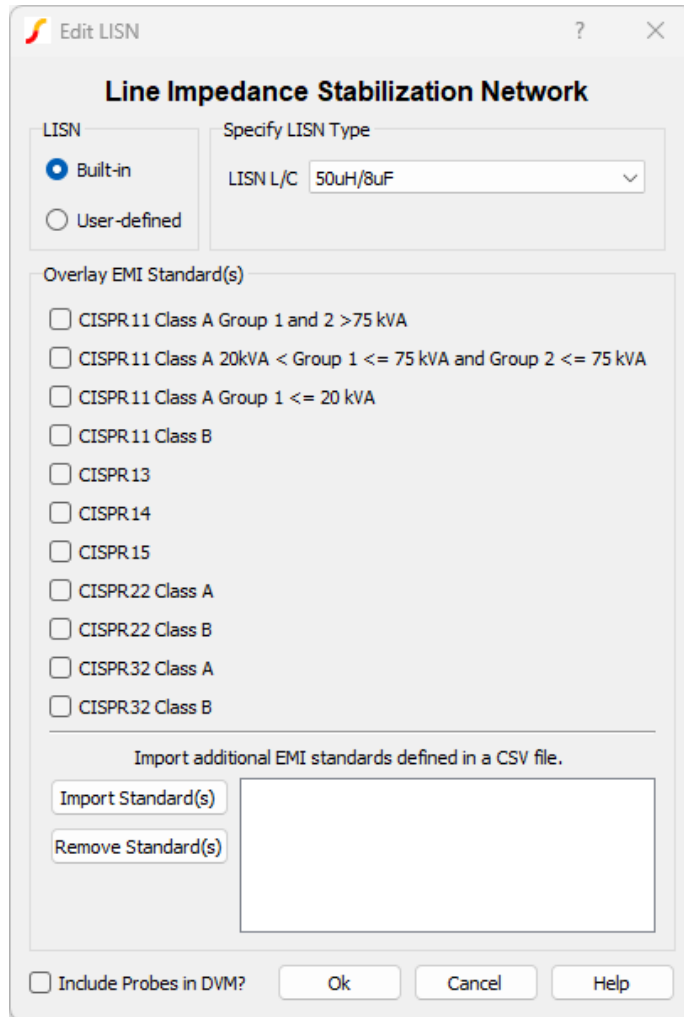 Edit LISN
?
Line Impedance Stabilization Network
LISN
Built-in
User-defined
Specify LISN Type
LISN L/C 50uH/8uF
Overlay EMI Standard(s)
CISPR11 Class A Group 1 and 2 >75 kVA
CISPR11 Class A 20kVA < Group 1 <= 75 kVA and Group 2 <= 75 kVA
CISPR11 Class A Group 1 <= 20 kVA
CISPR11 Class B
CISPR13
CISPR14
CISPR15
CISPR22 Class A
CISPR22 Class B
CISPR32 Class A
CISPR32 Class B
Import additional EMI standards defined in a CSV file.
Import Standard(s)
Remove Standard(s)
Include Probes in DVM? Ok Cancel Help